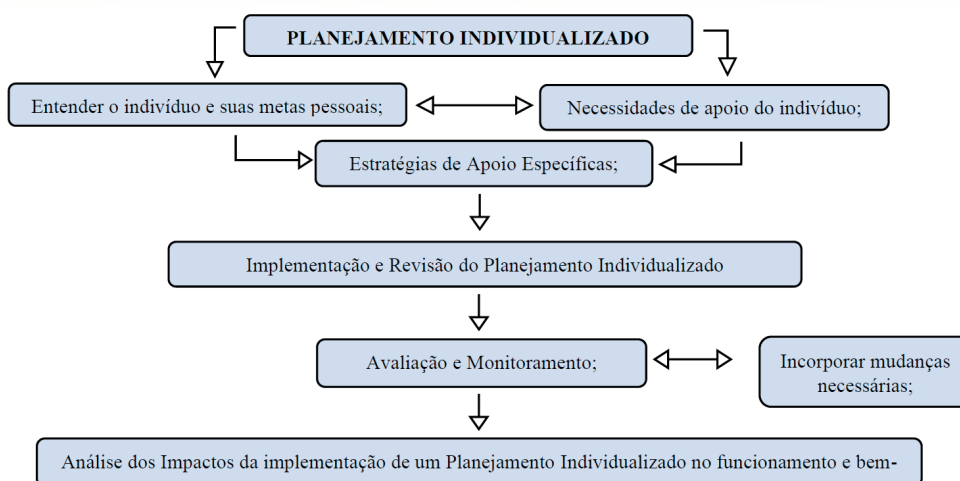 PLANEJAMENTO INDIVIDUALIZADO
Entender o indivíduo e suas metas pessoais;
Necessidades de apoio do indivíduo;
Estratégias de Apoio Específicas;
Implementação e Revisão do Planejamento Individualizado
Avaliação e Monitoramento;
Incorporar mudanças
necessárias;
Análise dos Impactos da implementação de um Planejamento Individualizado no funcionamento e bem-